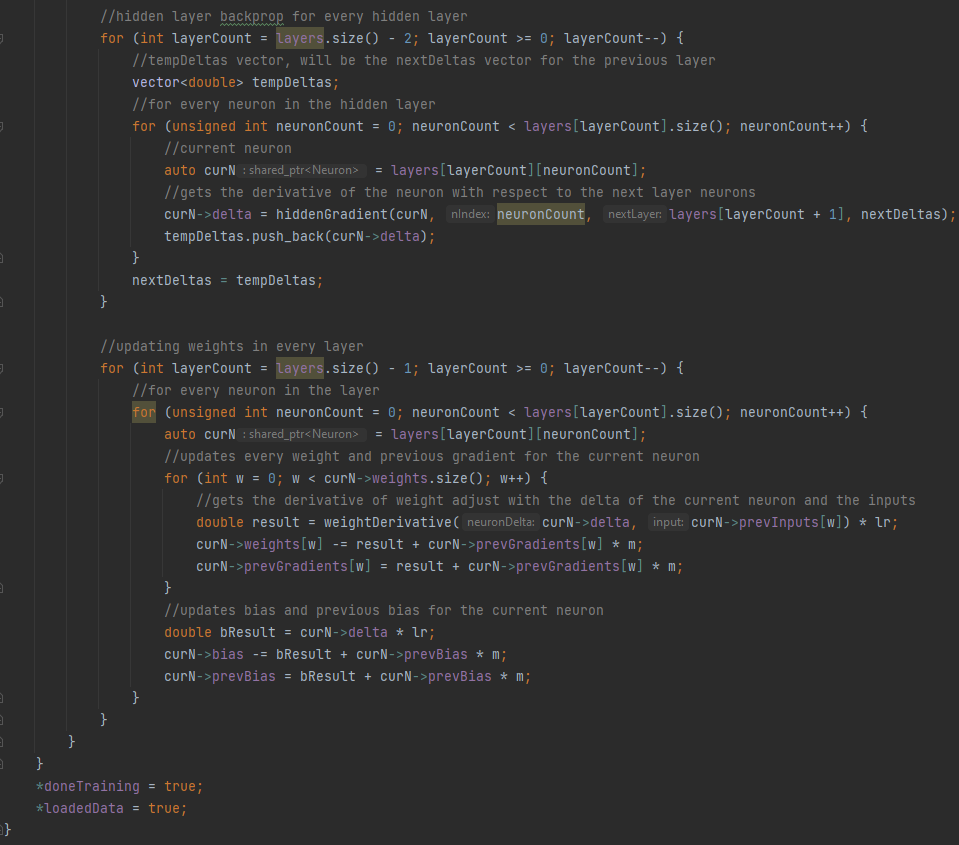 //hidden layer backprop for every hidden layer
for (int layerCount = layers.size() - 2; layerCount >= 0; layerCount--) {
//tempDeltas vector, will be the nextDeltas vector for the previous layer
vector<double> tempDeltas;
//for every neuron in the hidden layer
for (unsigned int neuronCount = 0; neuronCount < layers[layerCount].size(); neuronCount++) {
//current neuron
auto curN : shared_ptr<Neuron> = layers[layerCount][neuronCount];
//gets the derivative of the neuron with respect to the next layer neurons
curN->delta = hiddenGradient(curN, nIndex: neuronCount, nextLayer: layers[layerCount + 1], nextDeltas);
tempDeltas.push_back(curN->delta);
}
nextDeltas = tempDeltas;
}
//updating weights in every layer
for (int layerCount = layers.size() - 1; layerCount >= 0; layerCount--) {
//for every neuron in the layer
for (unsigned int neuronCount = 0; neuronCount < layers[layerCount].size(); neuronCount++) {
auto curN : shared_ptr<Neuron> = layers[layerCount][neuronCount];
//updates every weight and previous gradient for the current neuron
for (int w = 0; w < curN->weights.size(); w++) {
//gets the derivative of weight adjust with the delta of the current neuron and the inputs
double result = weightDerivative( neuronDelta: curN->delta, input: curN->prevInputs[w]) * lr;
curN->weights[w] -= result + curN->prevGradients[w] * m;
curN->prevGradients[w] = result + curN->prevGradients[w] * m;
}
//updates bias and previous bias for the current neuron
double bResult = curN->delta * lr;
curN->bias -= bResult + curN->prevBias * m;
curN->prevBias = bResult + curN->prevBias * m;
}
}
}
}
*doneTraining = true;
*loadedData = true;
}